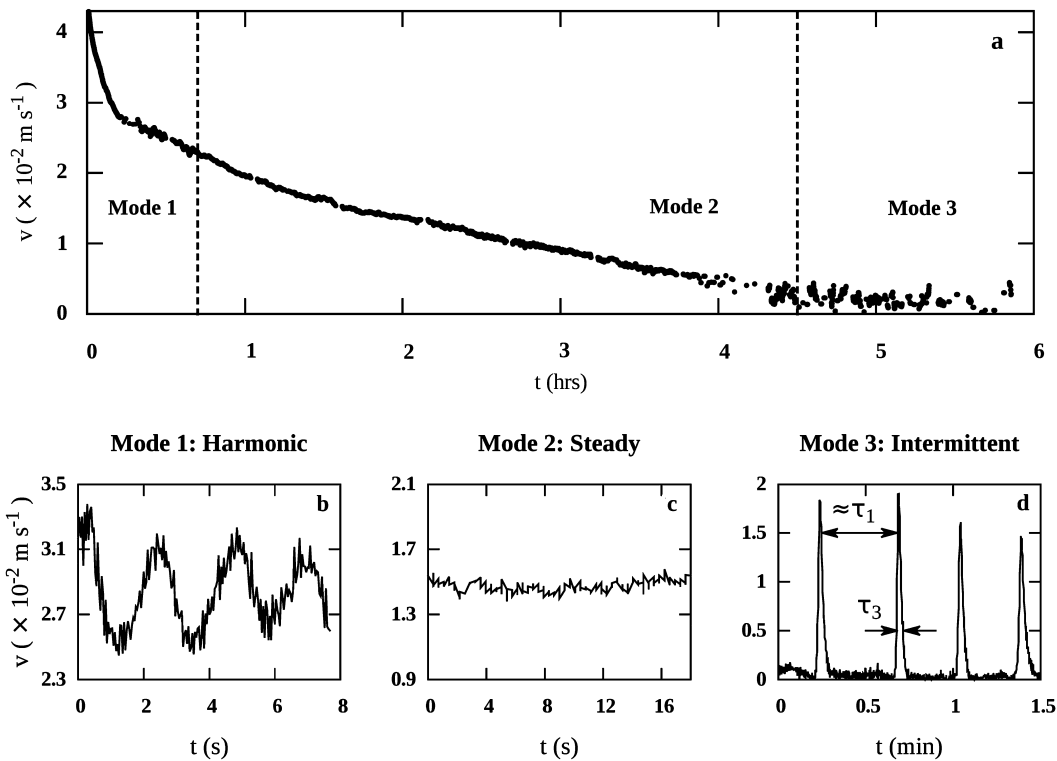 a
4
3
2
1
0
v ( × 10⁻² m s⁻¹ )
Mode 1
Mode 2
Mode 3
0 1 2 3 4 5 6
t (hrs)
Mode 1: Harmonic
Mode 2: Steady
Mode 3: Intermittent
b
3.5
3.1
2.7
2.3
v ( × 10⁻² m s⁻¹ )
0 2 4 6 8
t (s)
c
2.1
1.7
1.3
0.9
0 4 8 12 16
t (s)
d
2
1.5
1
0.5
0
≈τ₁
τ₃
0 0.5 1 1.5
t (min)